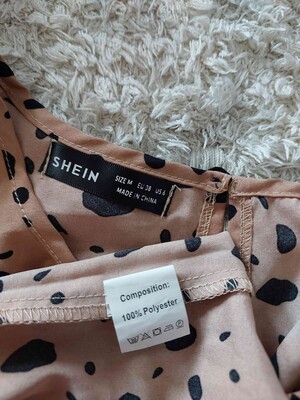 SHEIN
SIZE M EU 38 US 6
MADE IN CHINA
Composition:
100% Polyester